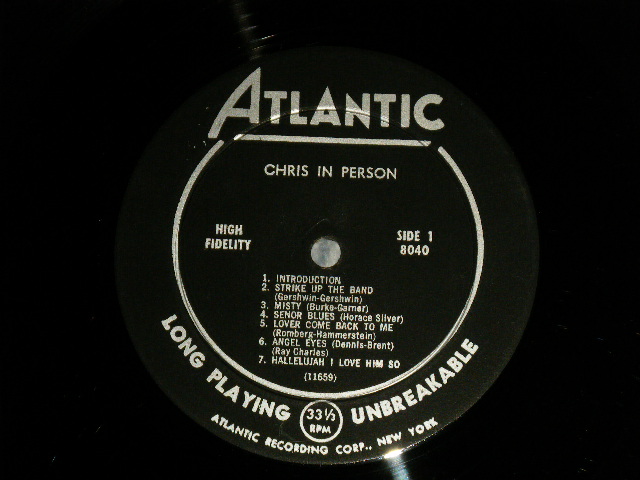 ATLANTIC
CHRIS IN PERSON
HIGH
FIDELITY
SIDE 1
8040
1. INTRODUCTION
2. STRIKE UP THE BAND
(Gershwin-Gershwin)
3. MISTY (Burke-Garner)
4. SENOR BLUES (Horace Silver)
5. LOVER COME BACK TO ME
(Romberg-Hammerstein)
6. ANGEL EYES (Dennis-Brent)
(Ray Charles)
7. HALLELUJAH I LOVE HIM SO
(11659)
LONG PLAYING 33⅓ RPM UNBREAKABLE
ATLANTIC RECORDING CORP., NEW YORK